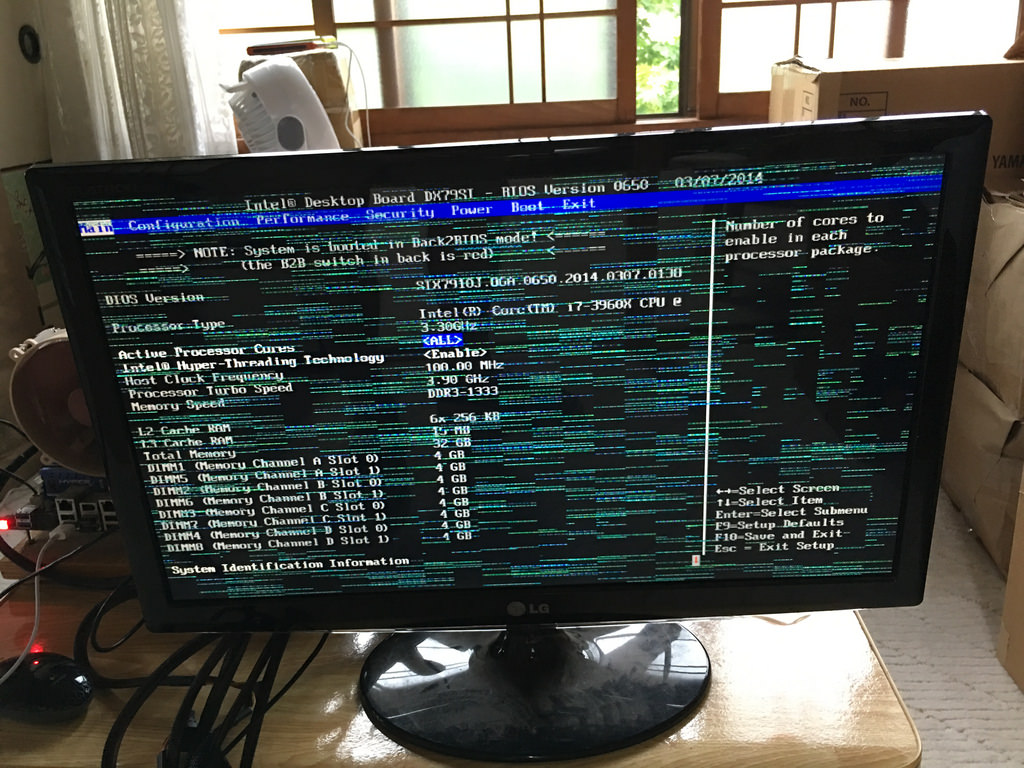 Intel® Desktop Board DX79SI - BIOS Version 0650 03/07/2014
Main Configuration Performance Security Power Boot Exit
=====> NOTE: System is booted in Back2BIOS mode! <=====
=====> (the B2B switch in back is red) <=====
BIOS Version SIX7910J.86A.0650.2014.0307.0130
Processor Type Intel(R) Core(TM) i7-3960X CPU @
3.30GHz
Active Processor Cores <ALL>
Intel® Hyper-Threading Technology <Enable>
Host Clock Frequency 100.00 MHz
Processor Turbo Speed 3.90 GHz
Memory Speed DDR3-1333
L2 Cache RAM 6x 256 KB
L3 Cache RAM 15 MB
Total Memory 32 GB
DIMM1 (Memory Channel A Slot 0) 4 GB
DIMM5 (Memory Channel A Slot 1) 4 GB
DIMM2 (Memory Channel B Slot 0) 4 GB
DIMM6 (Memory Channel B Slot 1) 4 GB
DIMM3 (Memory Channel C Slot 0) 4 GB
(Memory Channel C Slot 1) 4 GB
DIMM4 (Memory Channel D Slot 0) 4 GB
DIMM8 (Memory Channel D Slot 1) 4 GB
System Identification Information
Number of cores to
enable in each
processor package
←→=Select Screen
↑↓=Select Item
Enter=Select Submenu
F9=Setup Defaults
F10=Save and Exit
Esc = Exit Setup
LG
NO.
YAM